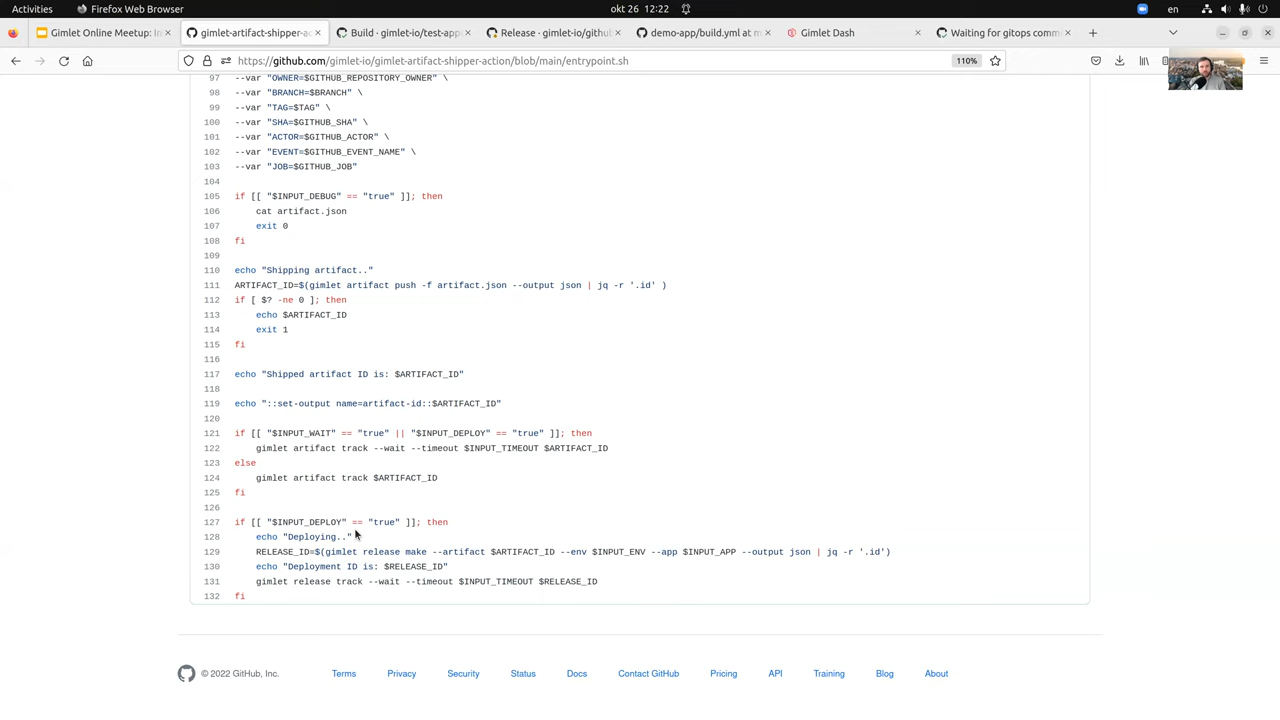 Activities Firefox Web Browser okt 26 12:22 en
Gimlet Online Meetup: In gimlet-artifact-shipper-ac Build · gimlet-io/test-app Release · gimlet-io/github demo-app/build.yml at m Gimlet Dash Waiting for gitops comm
https://github.com/gimlet-io/gimlet-artifact-shipper-action/blob/main/entrypoint.sh 110%
97 --var "OWNER=$GITHUB_REPOSITORY_OWNER" \
98 --var "BRANCH=$BRANCH" \
99 --var "TAG=$TAG" \
100 --var "SHA=$GITHUB_SHA" \
101 --var "ACTOR=$GITHUB_ACTOR" \
102 --var "EVENT=$GITHUB_EVENT_NAME" \
103 --var "JOB=$GITHUB_JOB"
104
105 if [[ "$INPUT_DEBUG" == "true" ]]; then
106 cat artifact.json
107 exit 0
108 fi
109
110 echo "Shipping artifact.."
111 ARTIFACT_ID=$(gimlet artifact push -f artifact.json --output json | jq -r '.id' )
112 if [ $? -ne 0 ]; then
113 echo $ARTIFACT_ID
114 exit 1
115 fi
116
117 echo "Shipped artifact ID is: $ARTIFACT_ID"
118
119 echo "::set-output name=artifact-id::$ARTIFACT_ID"
120
121 if [[ "$INPUT_WAIT" == "true" || "$INPUT_DEPLOY" == "true" ]]; then
122 gimlet artifact track --wait --timeout $INPUT_TIMEOUT $ARTIFACT_ID
123 else
124 gimlet artifact track $ARTIFACT_ID
125 fi
126
127 if [[ "$INPUT_DEPLOY" == "true" ]]; then
128 echo "Deploying.."
129 RELEASE_ID=$(gimlet release make --artifact $ARTIFACT_ID --env $INPUT_ENV --app $INPUT_APP --output json | jq -r '.id')
130 echo "Deployment ID is: $RELEASE_ID"
131 gimlet release track --wait --timeout $INPUT_TIMEOUT $RELEASE_ID
132 fi
© 2022 GitHub, Inc. Terms Privacy Security Status Docs Contact GitHub Pricing API Training Blog About